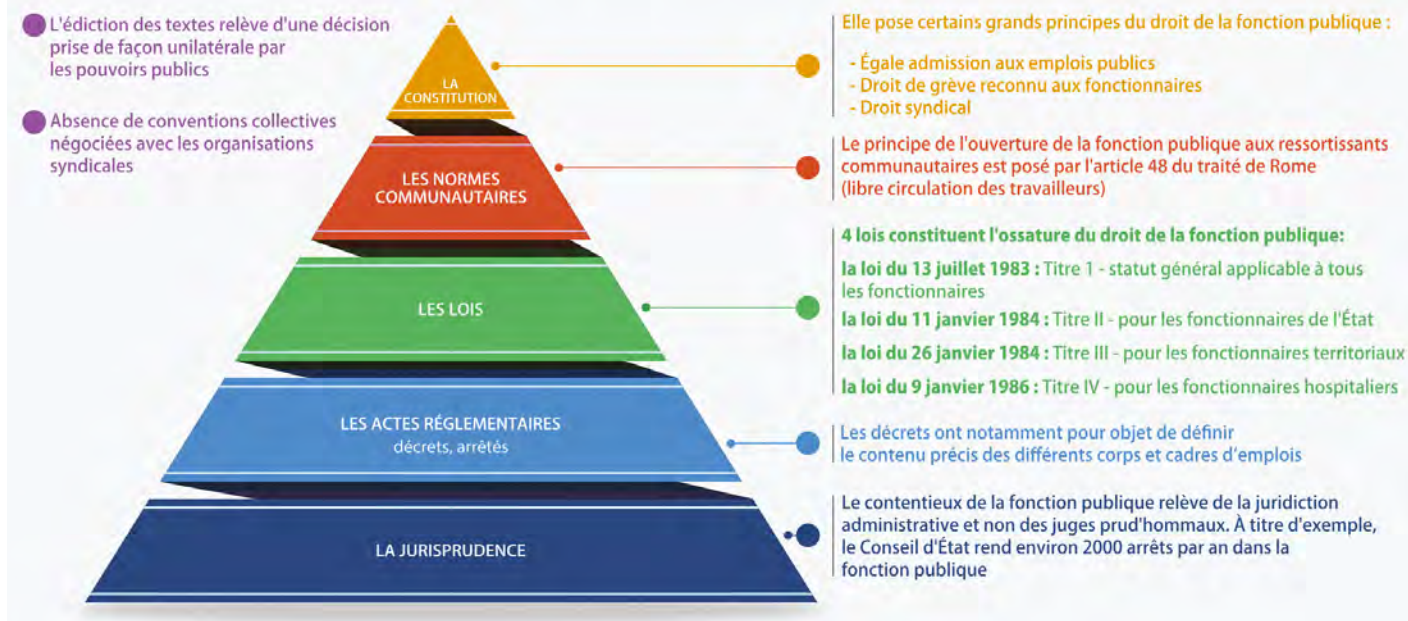 L'édiction des textes relève d'une décision
prise de façon unilatérale par
les pouvoirs publics
Absence de conventions collectives
négociées avec les organisations
syndicales
LA
CONSTITUTION
LES NORMES
COMMUNAUTAIRES
LES LOIS
LES ACTES RÉGLEMENTAIRES
décrets, arrêtés
LA JURISPRUDENCE
Elle pose certains grands principes du droit de la fonction publique :
- Égale admission aux emplois publics
- Droit de grève reconnu aux fonctionnaires
- Droit syndical
Le principe de l'ouverture de la fonction publique aux ressortissants
communautaires est posé par l'article 48 du traité de Rome
(libre circulation des travailleurs)
4 lois constituent l'ossature du droit de la fonction publique:
la loi du 13 juillet 1983 : Titre 1 - statut général applicable à tous
les fonctionnaires
la loi du 11 janvier 1984 : Titre II - pour les fonctionnaires de l'État
la loi du 26 janvier 1984 : Titre III - pour les fonctionnaires territoriaux
la loi du 9 janvier 1986 : Titre IV - pour les fonctionnaires hospitaliers
Les décrets ont notamment pour objet de définir
le contenu précis des différents corps et cadres d'emplois
Le contentieux de la fonction publique relève de la juridiction
administrative et non des juges prud'hommaux. À titre d'exemple,
le Conseil d'État rend environ 2000 arrêts par an dans la
fonction publique